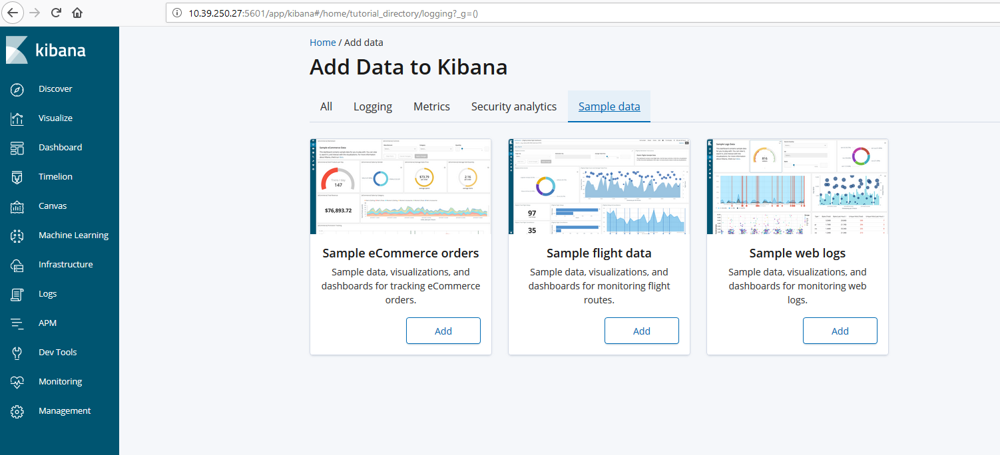 10.39.250.27:5601/app/kibana#/home/tutorial_directory/logging?_g=()
kibana
Discover
Visualize
Dashboard
Timelion
Canvas
Machine Learning
Infrastructure
Logs
APM
Dev Tools
Monitoring
Management
Home / Add data
Add Data to Kibana
All Logging Metrics Security analytics Sample data
Sample eCommerce Data
Trans / day
147
$73.79
2.16
$76,893.72
Sample eCommerce orders
Sample data, visualizations, and
dashboards for tracking eCommerce
orders.
Add
97
35
Sample flight data
Sample data, visualizations, and
dashboards for monitoring flight
routes.
Add
Sample Logs Data
816
Sample web logs
Sample data, visualizations, and
dashboards for monitoring web
logs.
Add